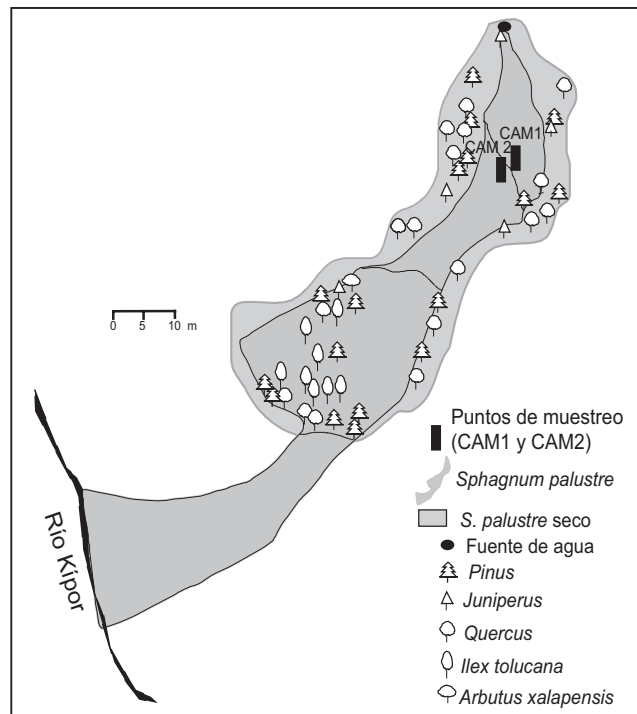 CAM1
CAM 2
0 5 10 m
Río Kípor
Puntos de muestreo
(CAM1 y CAM2)
Sphagnum palustre
S. palustre seco
Fuente de agua
Pinus
Juniperus
Quercus
Ilex tolucana
Arbutus xalapensis